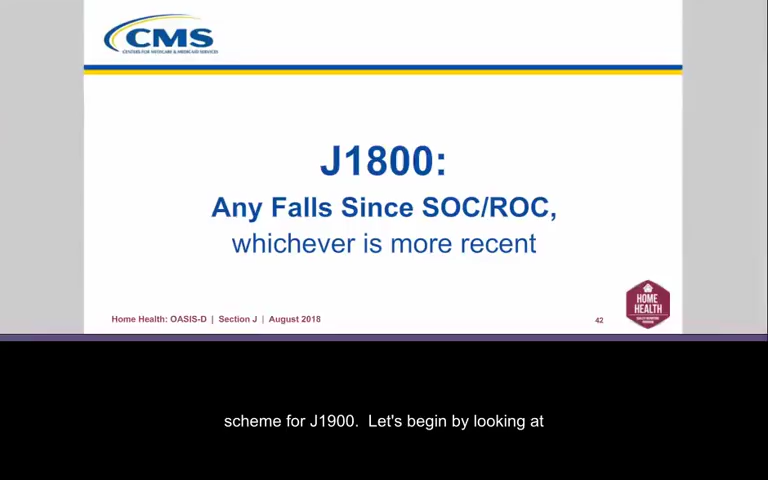 CMS
CENTERS FOR MEDICARE & MEDICAID SERVICES
J1800:
Any Falls Since SOC/ROC,
whichever is more recent
Home Health: OASIS-D | Section J | August 2018
42
HOME
HEALTH
scheme for J1900.  Let's begin by looking at